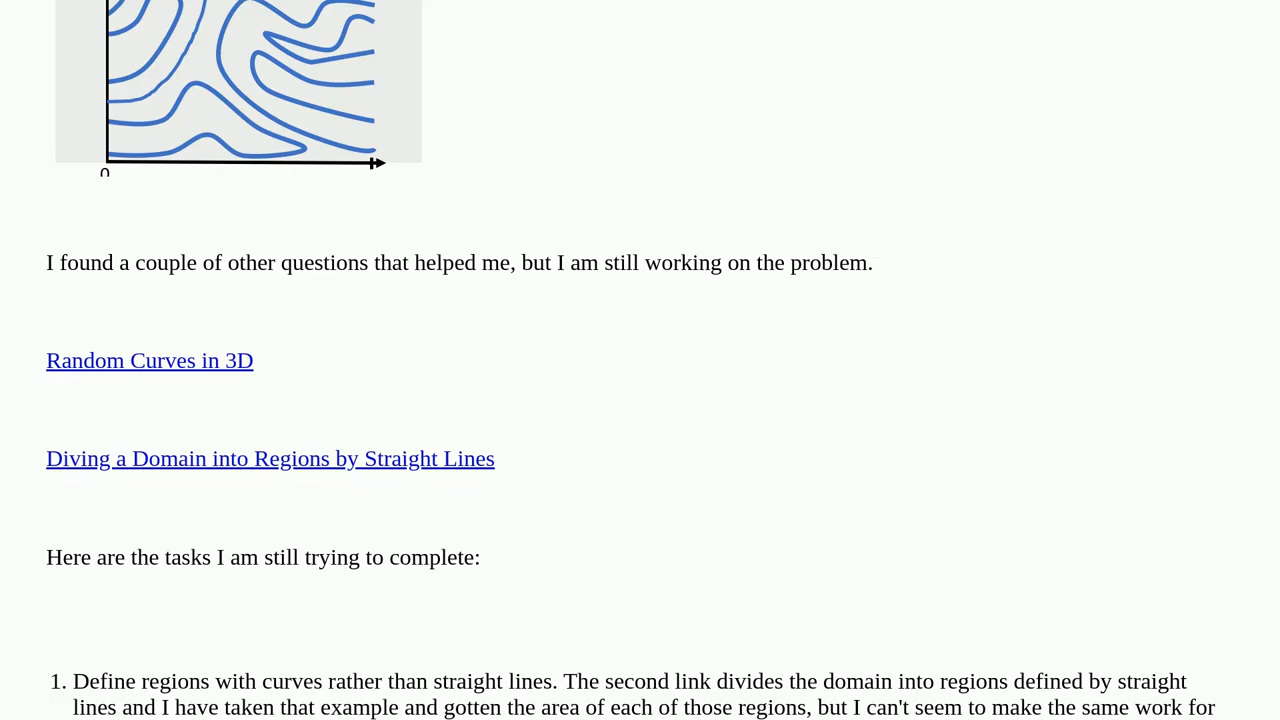 0
I found a couple of other questions that helped me, but I am still working on the problem.
Random Curves in 3D
Diving a Domain into Regions by Straight Lines
Here are the tasks I am still trying to complete:
1. Define regions with curves rather than straight lines. The second link divides the domain into regions defined by straight
lines and I have taken that example and gotten the area of each of those regions, but I can't seem to make the same work for